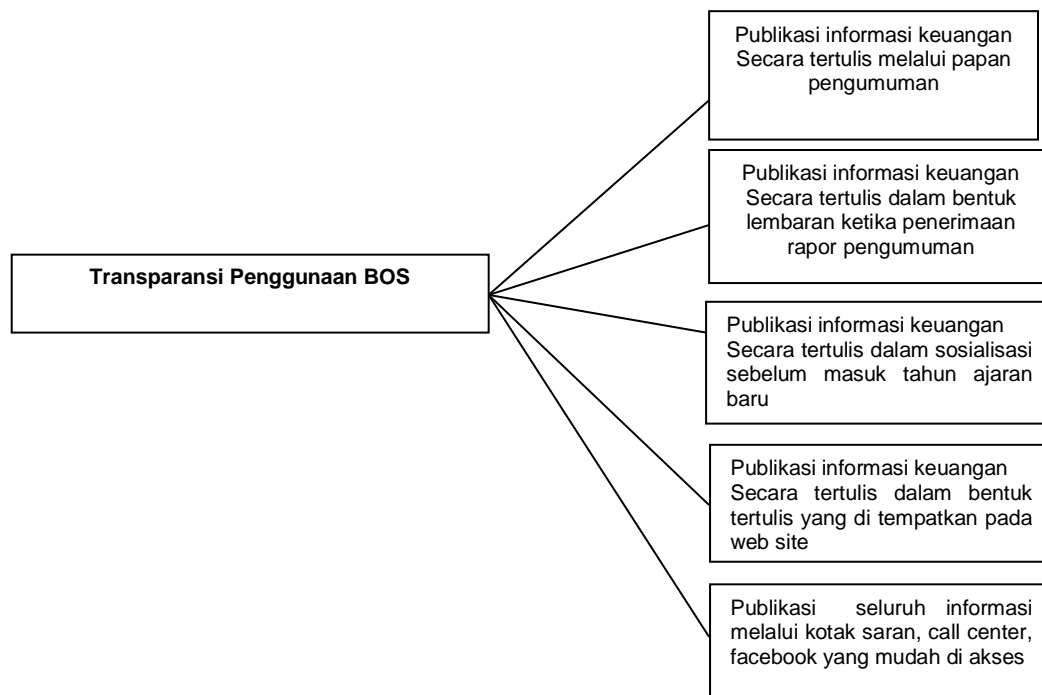 Publikasi informasi keuangan
Secara tertulis melalui papan
pengumuman
Publikasi informasi keuangan
Secara tertulis dalam bentuk
lembaran ketika penerimaan
rapor pengumuman
Transparansi Penggunaan BOS
Publikasi informasi keuangan
Secara tertulis dalam sosialisasi
sebelum masuk tahun ajaran
baru
Publikasi informasi keuangan
Secara tertulis dalam bentuk
tertulis yang di tempatkan pada
web site
Publikasi seluruh informasi
melalui kotak saran, call center,
facebook yang mudah di akses